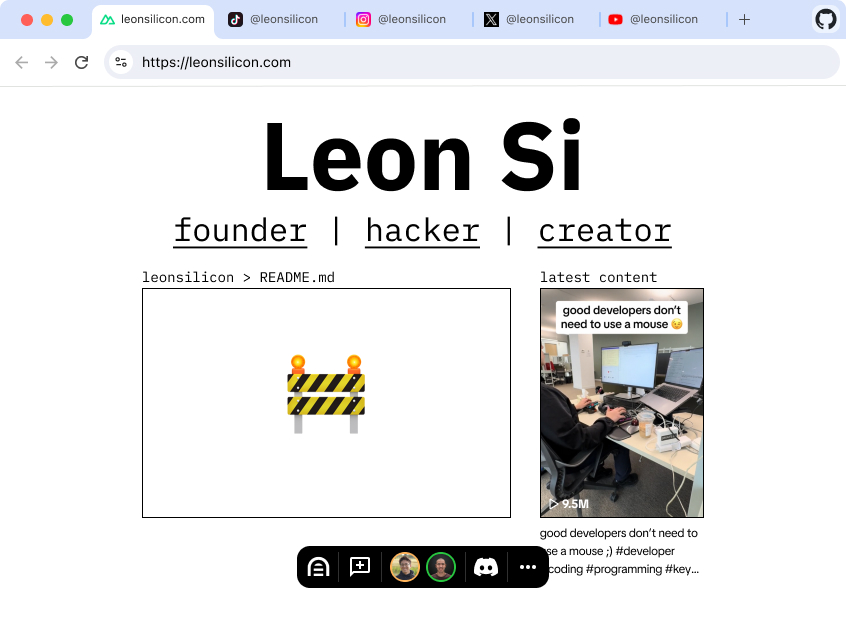 leonsilicon.com
@leonsilicon
@leonsilicon
@leonsilicon
@leonsilicon
https://leonsilicon.com
Leon Si
founder | hacker | creator
leonsilicon > README.md
latest content
good developers don't
need to use a mouse 😉
9.5M
good developers don't need to
se a mouse ;) #developer
coding #programming #key...